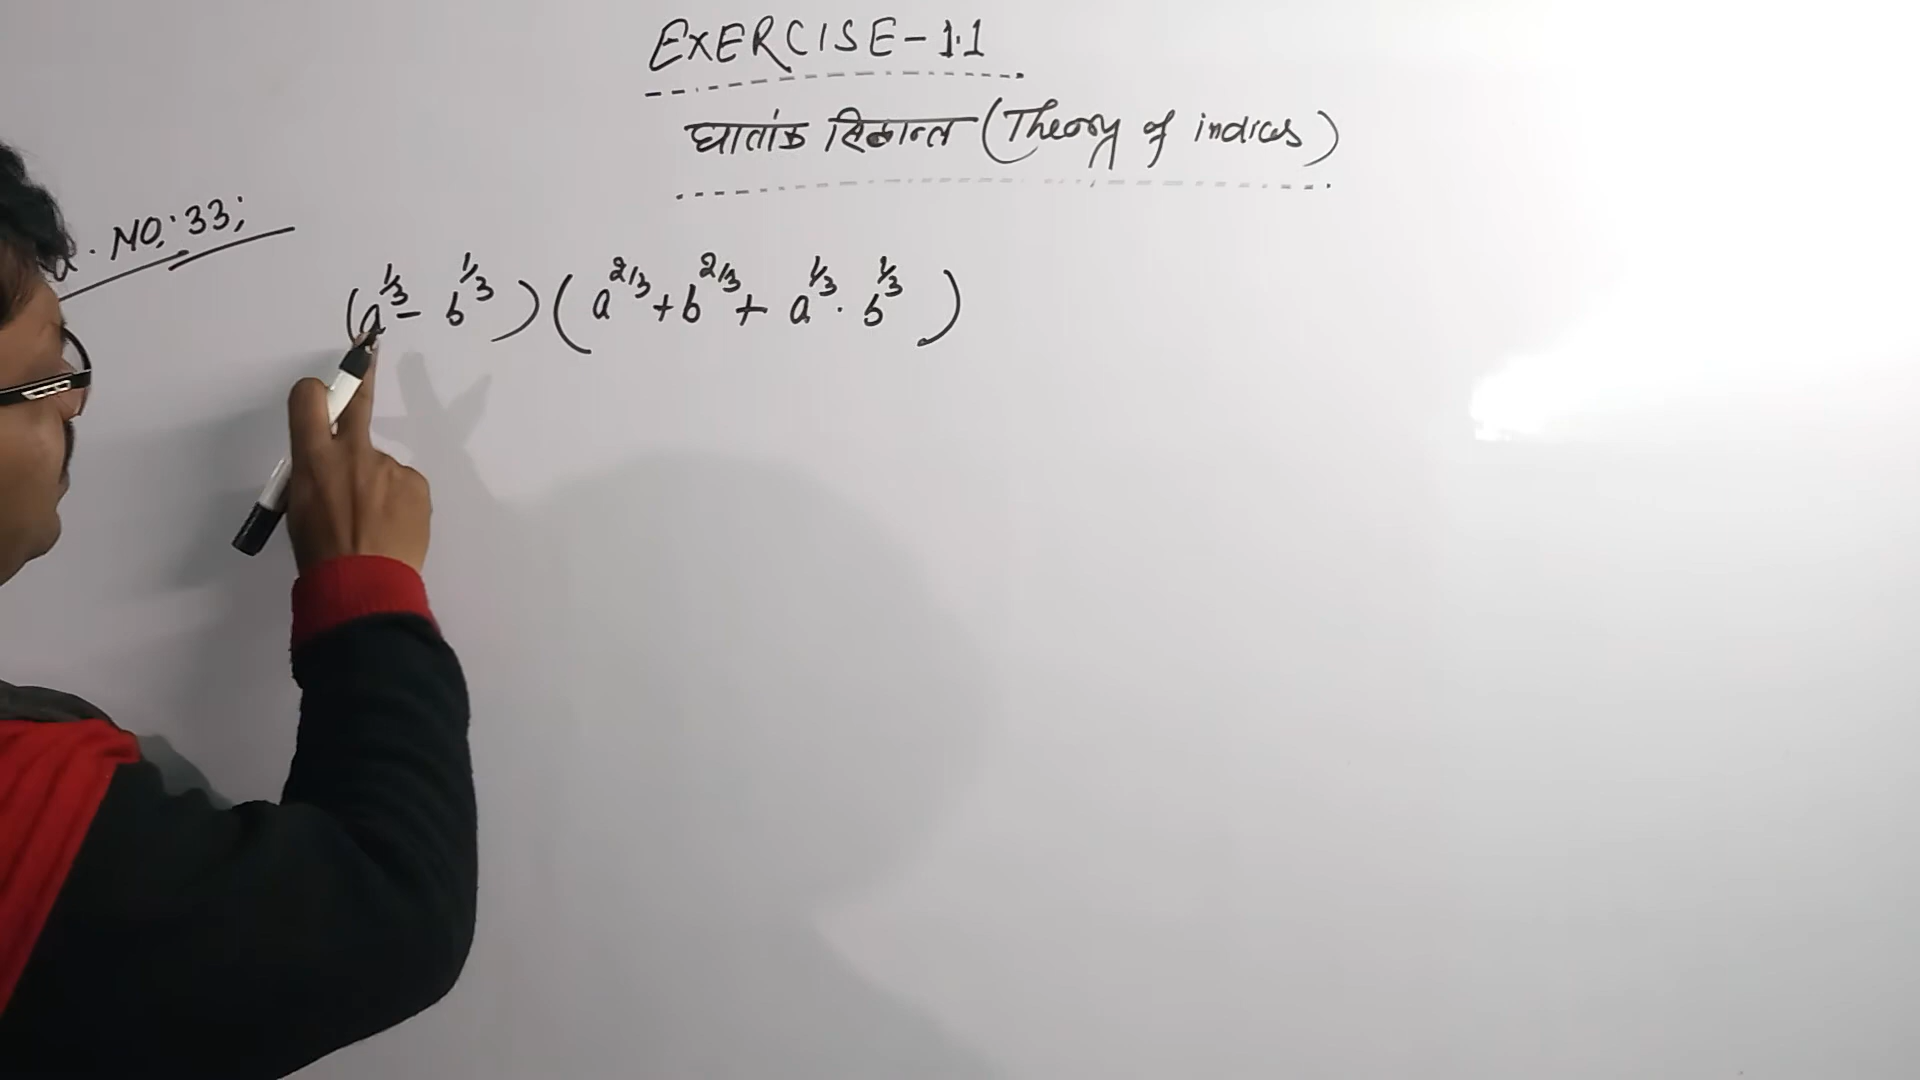 EXERCISE-1.1
घातांक सिद्धान्त (Theory of indices)
. NO: 33;
(a^1/3 - b^1/3) (a^2/3 + b^2/3 + a^1/3 . b^1/3)